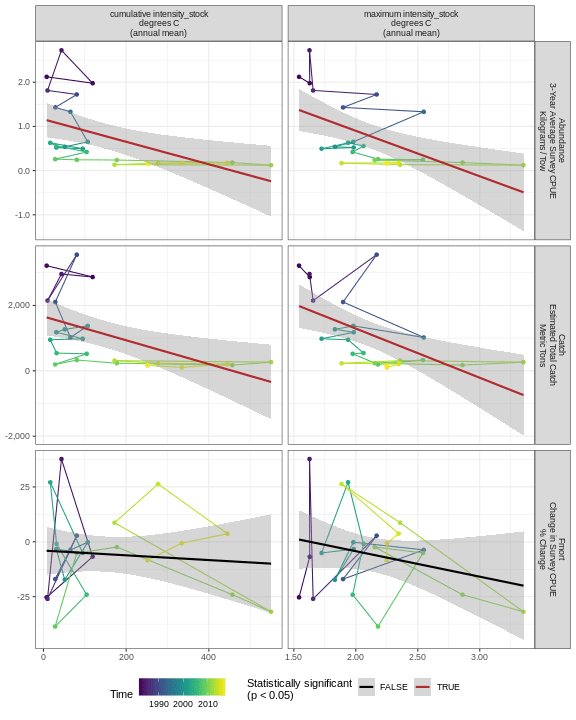 cumulative intensity_stock
degrees C
(annual mean)
maximum intensity_stock
degrees C
(annual mean)
2.0
1.0
0.0
-1.0
Abundance
3-Year Average Survey CPUE
Kilograms / Tow
2,000
0
-2,000
Catch
Estimated Total Catch
Metric Tons
25
0
-25
Fmort
Change in Survey CPUE
% Change
0
200
400
1.50
2.00
2.50
3.00
Time
1990 2000 2010
Statistically significant
(p < 0.05)
FALSE
TRUE